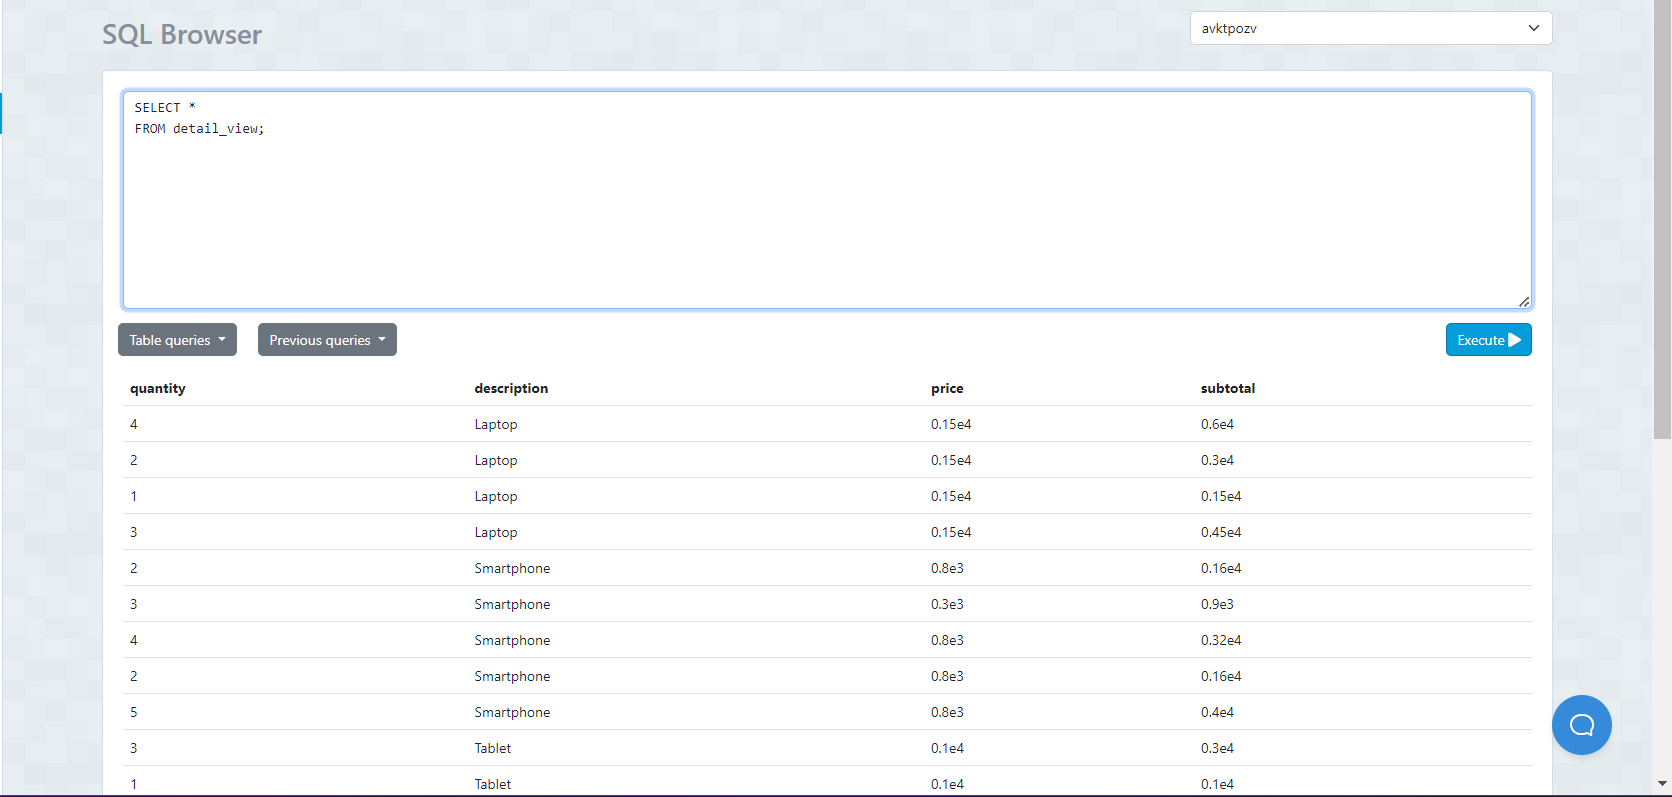 SQL Browser
avktpozv
SELECT *
FROM detail_view;
Table queries
Previous queries
Execute
quantity description price subtotal
4 Laptop 0.15e4 0.6e4
2 Laptop 0.15e4 0.3e4
1 Laptop 0.15e4 0.15e4
3 Laptop 0.15e4 0.45e4
2 Smartphone 0.8e3 0.16e4
3 Smartphone 0.3e3 0.9e3
4 Smartphone 0.8e3 0.32e4
2 Smartphone 0.8e3 0.16e4
5 Smartphone 0.8e3 0.4e4
3 Tablet 0.1e4 0.3e4
1 Tablet 0.1e4 0.1e4